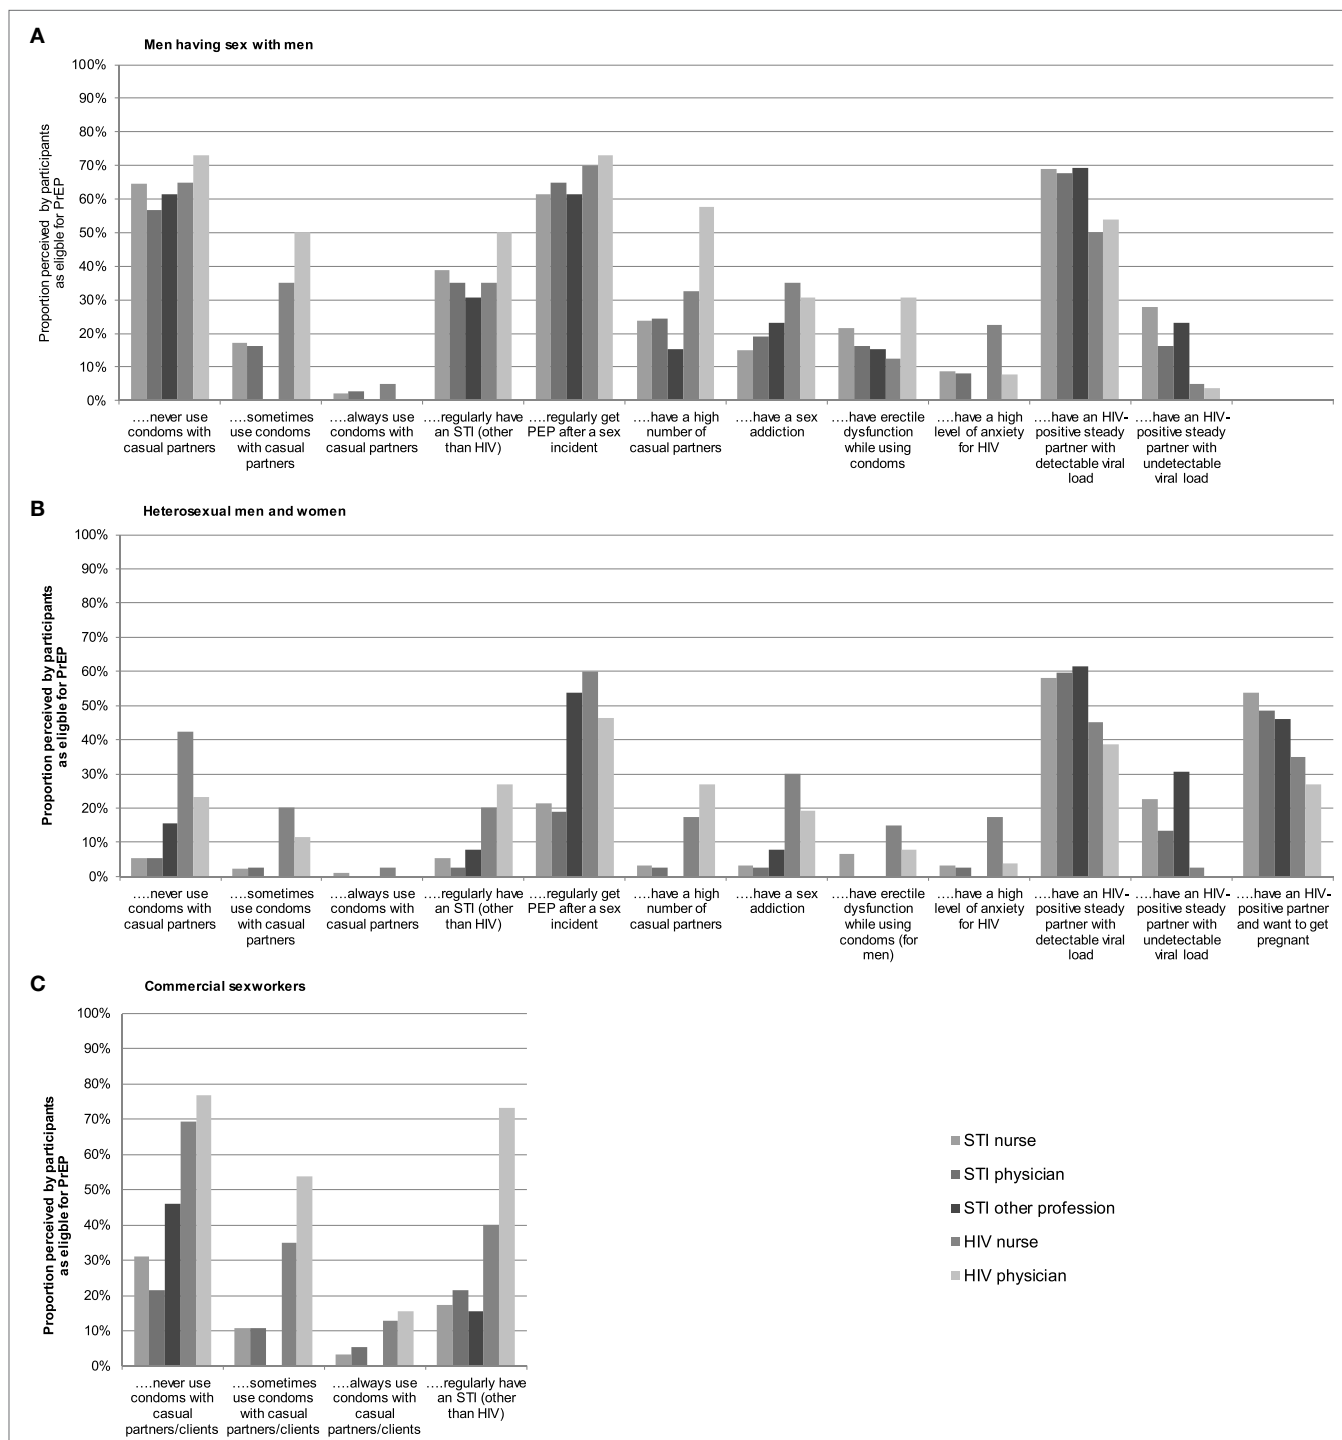 A
Men having sex with men
Proportion perceived by participants
as eligble for PrEP
100%
90%
80%
70%
60%
50%
40%
30%
20%
10%
0%
....never use
condoms with
casual partners
....sometimes
use condoms
with casual
partners
....always use
condoms with
casual partners
....regularly have
an STI (other
than HIV)
....regularly get
PEP after a sex
incident
....have a high
number of
casual partners
....have a sex
addiction
....have erectile
dysfunction
while using
condoms
....have a high
level of anxiety
for HIV
....have an HIV-
positive steady
partner with
detectable viral
load
....have an HIV-
positive steady
partner with
undetectable
viral load
B
Heterosexual men and women
Proportion perceived by participants
as eligble for PrEP
100%
90%
80%
70%
60%
50%
40%
30%
20%
10%
0%
....never use
condoms with
casual partners
....sometimes
use condoms
with casual
partners
....always use
condoms with
casual partners
....regularly have
an STI (other
than HIV)
....regularly get
PEP after a sex
incident
....have a high
number of
casual partners
....have a sex
addiction
....have erectile
dysfunction
while using
condoms (for
men)
....have a high
level of anxiety
for HIV
....have an HIV-
positive steady
partner with
detectable viral
load
....have an HIV-
positive steady
partner with
undetectable
viral load
....have an HIV-
positive partner
and want to get
pregnant
C
Commercial sexworkers
Proportion perceived by participants
as eligble for PrEP
100%
90%
80%
70%
60%
50%
40%
30%
20%
10%
0%
....never use
condoms with
casual
partners/clients
....sometimes
use condoms
with casual
partners/clients
....always use
condoms with
casual
partners/clients
....regularly have
an STI (other
than HIV)
STI nurse
STI physician
STI other profession
HIV nurse
HIV physician